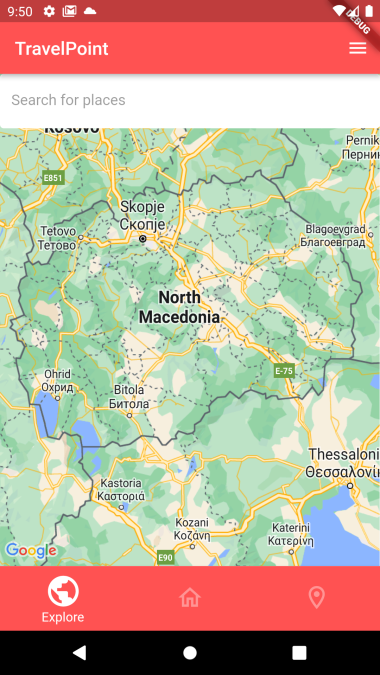 9:50
DEBUG
TravelPoint
Search for places
Kosovo
Pernik
Перник
E851
Skopje
Скопје
Tetovo
Тетово
Blagoevgrad
Благоевград
North
Macedonia
E-75
Ohrid
Охрид
Bitola
Битола
Thessaloni
Θεσσαλονίκ
Kastoria
Καστοριά
Kozani
Κοζάνη
Katerini
Κατερίνη
Google
E90
Explore